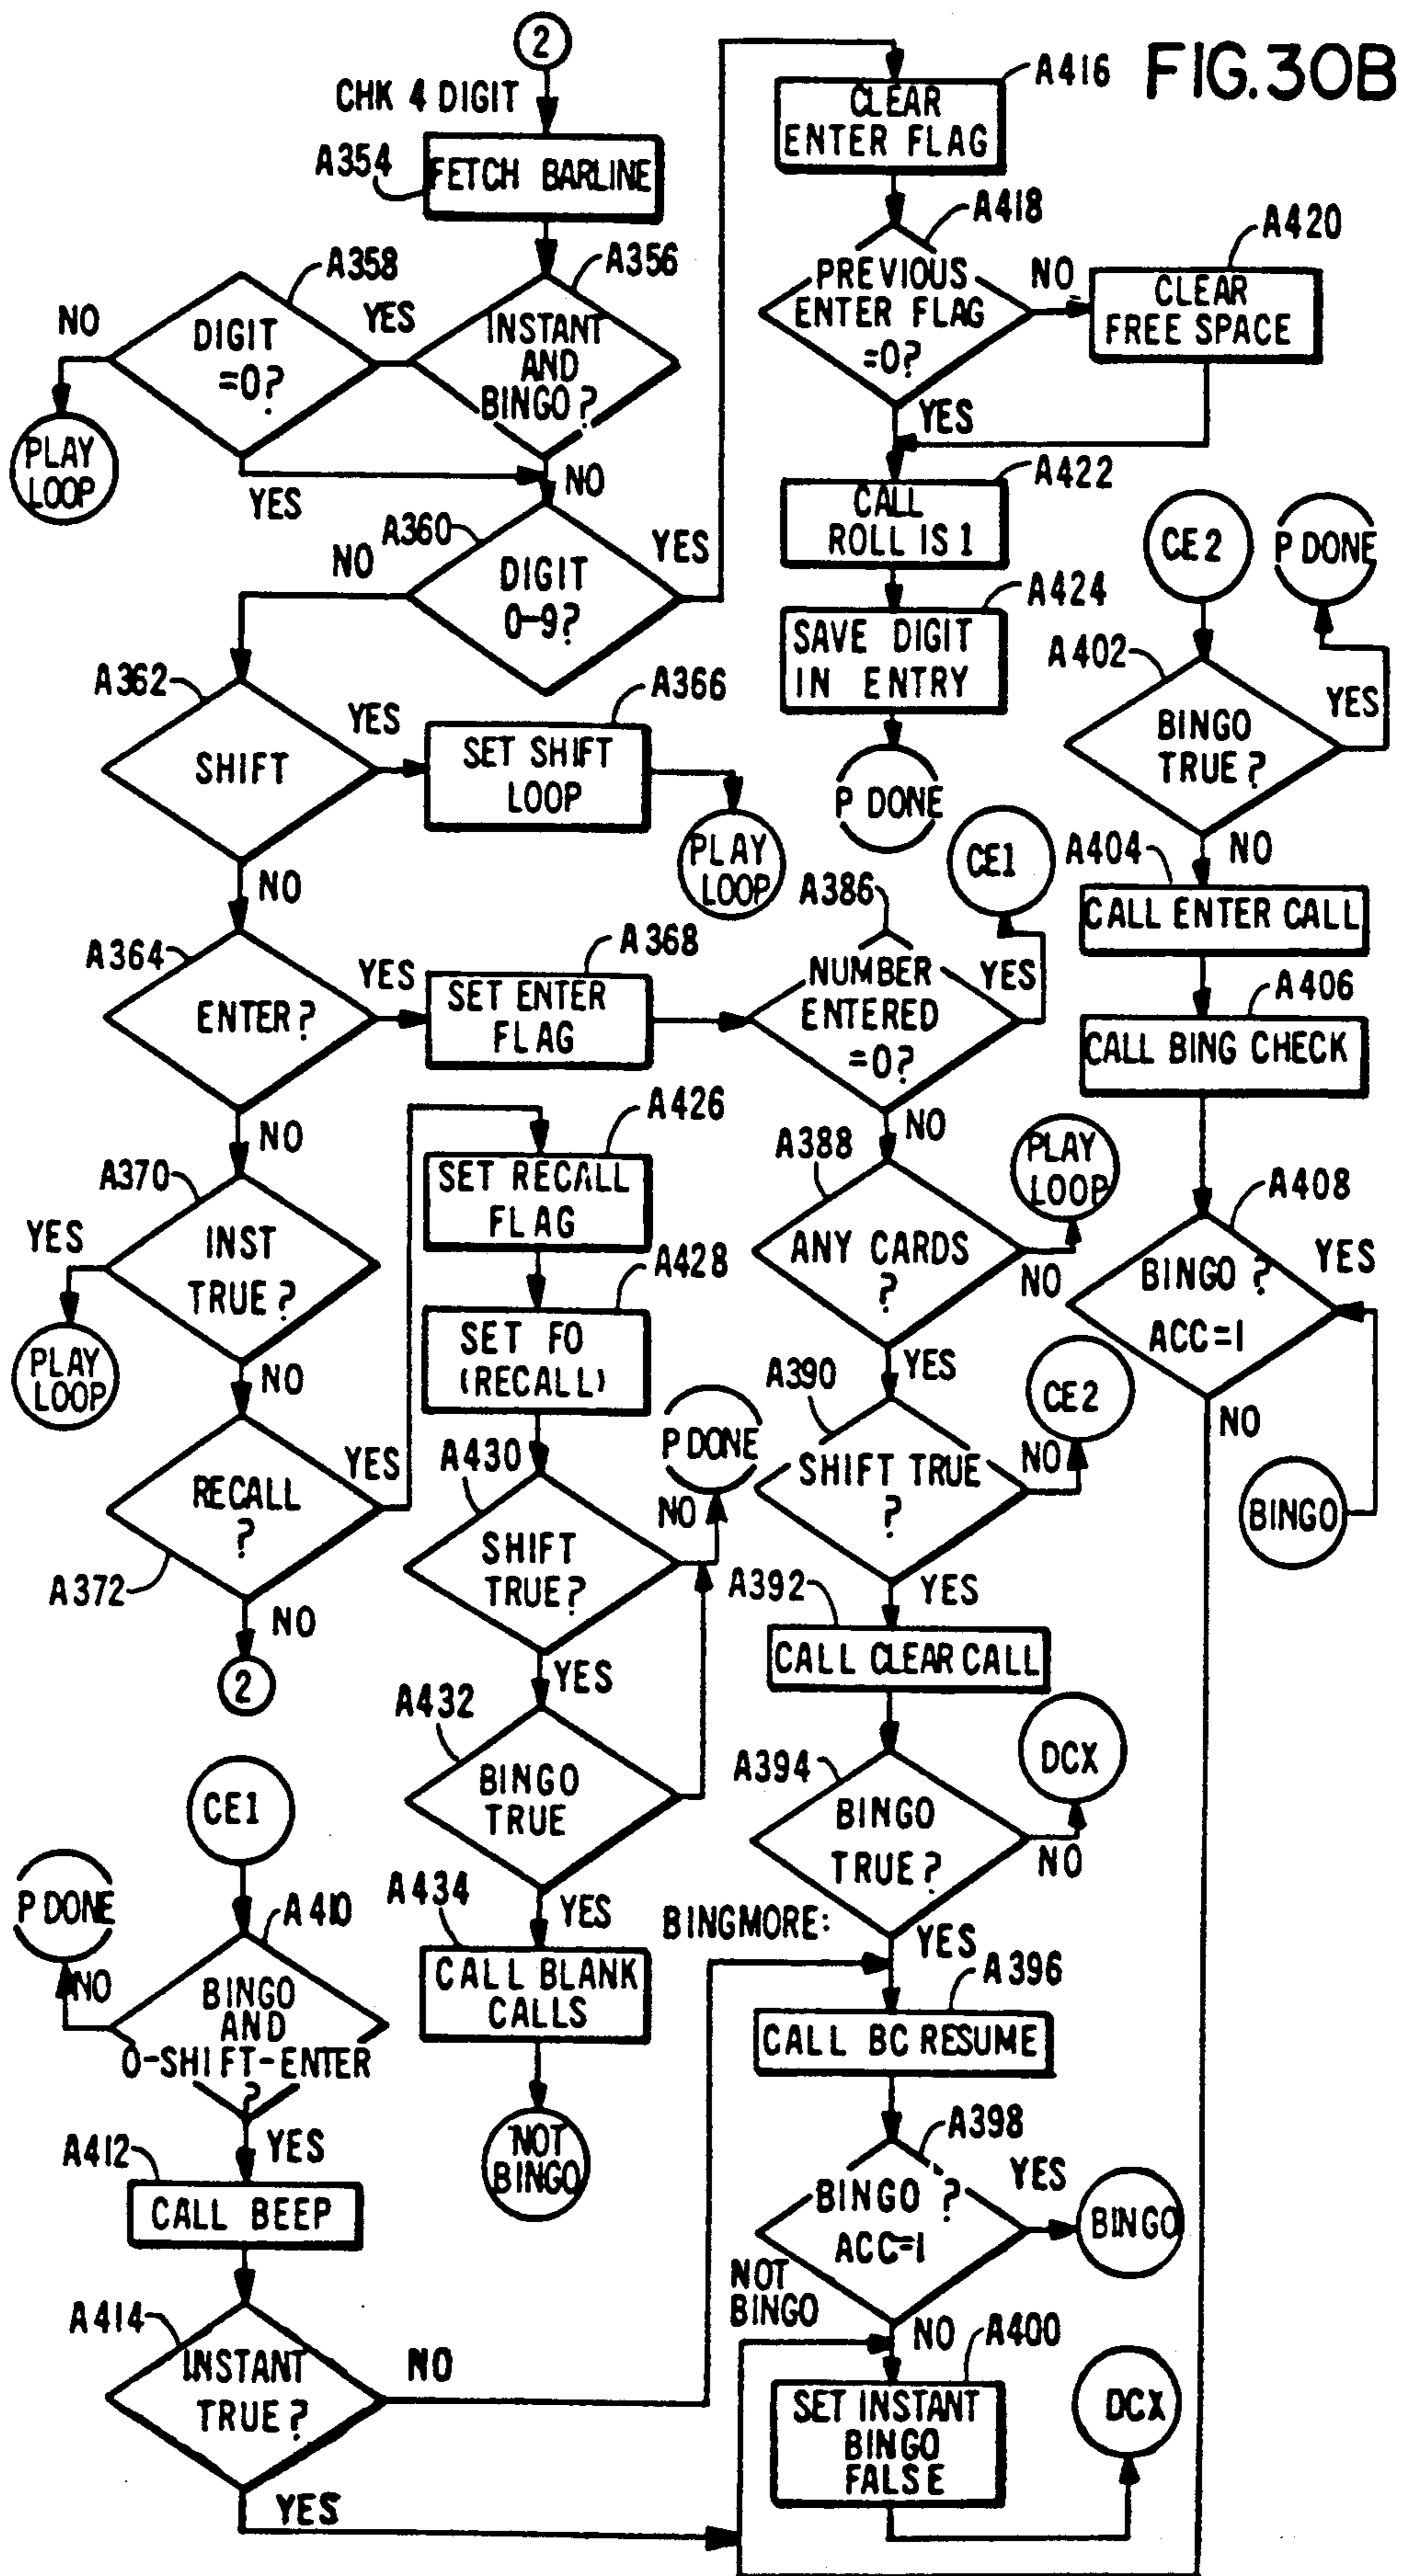 FIG. 30B
2
CHK 4 DIGIT
A354
FETCH BARLINE
A358
A356
NO
DIGIT
=0?
YES
INSTANT
AND
BINGO?
PLAY
LOOP
YES
NO
A360
NO
DIGIT
0-9?
YES
A362
SHIFT
YES
A366
SET SHIFT
LOOP
PLAY
LOOP
NO
A364
ENTER?
YES
A368
SET ENTER
FLAG
NO
A370
YES
INST
TRUE?
PLAY
LOOP
NO
RECALL
?
YES
A372
NO
2
A426
SET RECALL
FLAG
A428
SET FO
(RECALL)
A430
SHIFT
TRUE?
NO
P DONE
YES
A432
BINGO
TRUE
YES
A434
CALL BLANK
CALLS
NOT
BINGO
CE1
P DONE
A410
NO
BINGO
AND
0-SHIFT-ENTER
?
YES
A412
CALL BEEP
A414
INSTANT
TRUE?
NO
YES
A416
CLEAR
ENTER FLAG
A418
PREVIOUS
ENTER FLAG
=0?
NO
A420
CLEAR
FREE SPACE
YES
A422
CALL
ROLL IS 1
A424
SAVE DIGIT
IN ENTRY
P DONE
A386
CE1
NUMBER
ENTERED
=0?
YES
NO
A388
PLAY
LOOP
ANY CARDS
?
NO
YES
A390
CE2
SHIFT TRUE
?
NO
YES
A392
CALL CLEAR CALL
A394
DCX
BINGO
TRUE?
NO
BINGMORE:
YES
A396
CALL BC RESUME
A398
BINGO ?
ACC=1
YES
BINGO
NOT
BINGO
NO
A400
SET INSTANT
BINGO
FALSE
DCX
CE2
P DONE
A402
BINGO
TRUE?
YES
NO
A404
CALL ENTER CALL
A406
CALL BING CHECK
A408
BINGO ?
ACC=1
YES
NO
BINGO